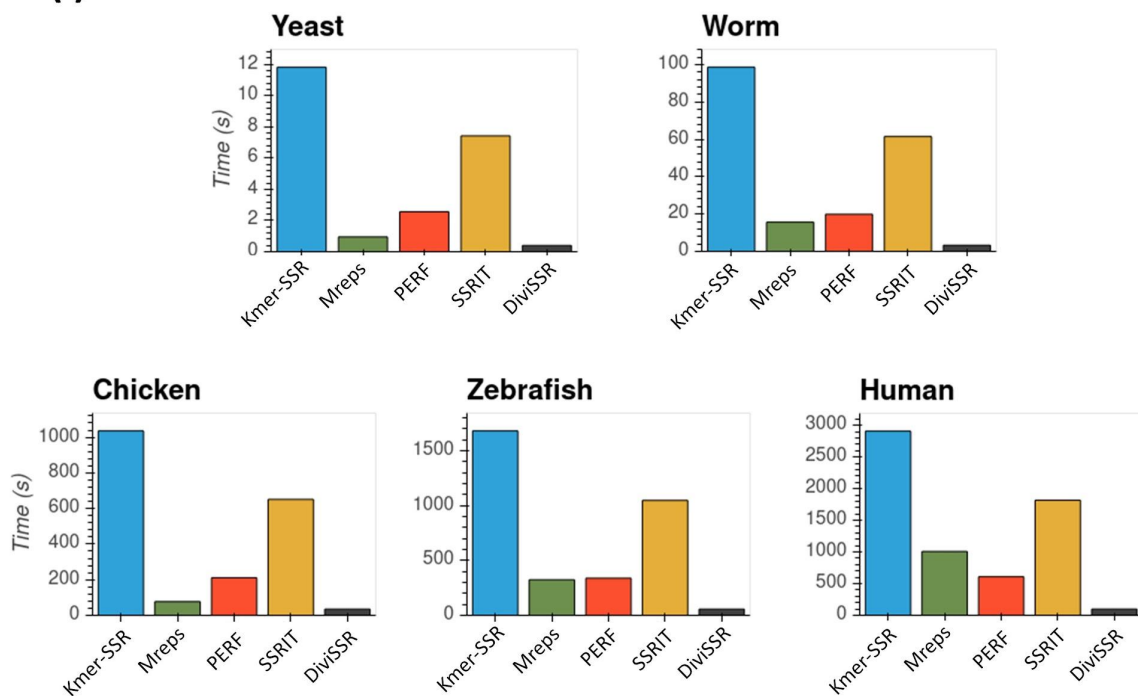 Yeast
Worm
Time (s)
12
10
8
6
4
2
0
100
80
60
40
20
0
Kmer-SSR
Mreps
PERF
SSRIT
DiviSSR
Kmer-SSR
Mreps
PERF
SSRIT
DiviSSR
Chicken
Zebrafish
Human
Time (s)
1000
800
600
400
200
0
1500
1000
500
0
3000
2500
2000
1500
1000
500
0
Kmer-SSR
Mreps
PERF
SSRIT
DiviSSR
Kmer-SSR
Mreps
PERF
SSRIT
DiviSSR
Kmer-SSR
Mreps
PERF
SSRIT
DiviSSR